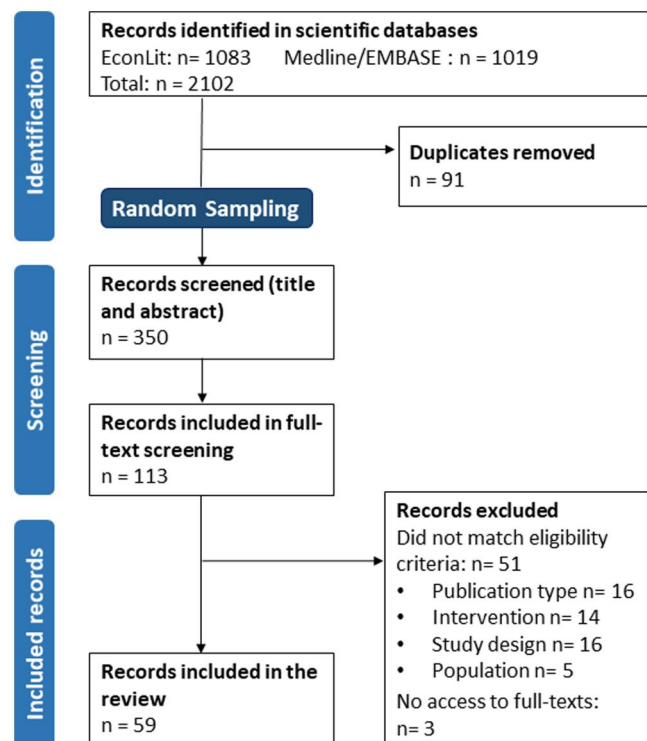 Identification
Records identified in scientific databases
EconLit: n= 1083 Medline/EMBASE : n = 1019
Total: n = 2102
Duplicates removed
n = 91
Random Sampling
Screening
Records screened (title
and abstract)
n = 350
Records included in full-
text screening
n = 113
Records excluded
Did not match eligibility
criteria: n= 51
• Publication type n= 16
• Intervention n= 14
• Study design n= 16
• Population n= 5
No access to full-texts:
n= 3
Included records
Records included in the
review
n = 59